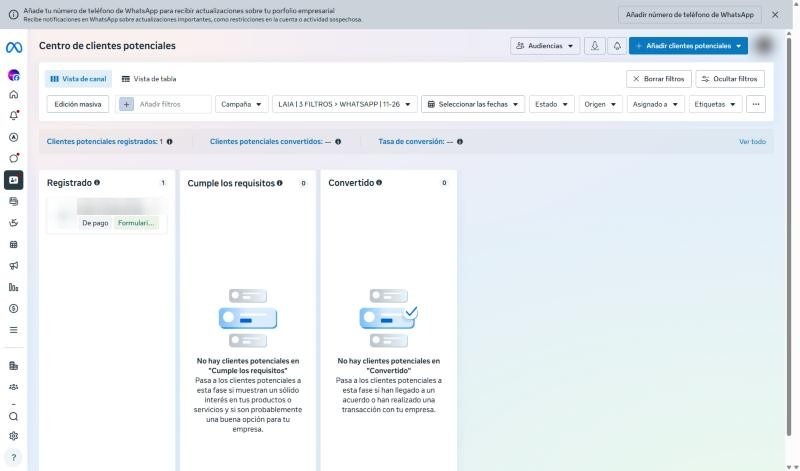 Añade tu número de teléfono de WhatsApp para recibir actualizaciones sobre tu porfolio empresarial
Recibe notificaciones en WhatsApp sobre actualizaciones importantes, como restricciones en la cuenta o actividad sospechosa.
Añadir número de teléfono de WhatsApp
Centro de clientes potenciales
Audiencias
Añadir clientes potenciales
Vista de canal
Vista de tabla
Borrar filtros
Ocultar filtros
Edición masiva
Añadir filtros
Campaña
LAIA | 3 FILTROS > WHATSAPP | 11-26
Seleccionar las fechas
Estado
Origen
Asignado a
Etiquetas
Clientes potenciales registrados: 1
Clientes potenciales convertidos: --
Tasa de conversión: --
Ver todo
Registrado
1
De pago
Formulari...
Cumple los requisitos
0
No hay clientes potenciales en
"Cumple los requisitos"
Pasa a los clientes potenciales a
esta fase si muestran un sólido
interés en tus productos o
servicios y si son probablemente
una buena opción para tu
empresa.
Convertido
0
No hay clientes potenciales en
"Convertido"
Pasa a los clientes potenciales a
esta fase si han llegado a un
acuerdo o han realizado una
transacción con tu empresa.